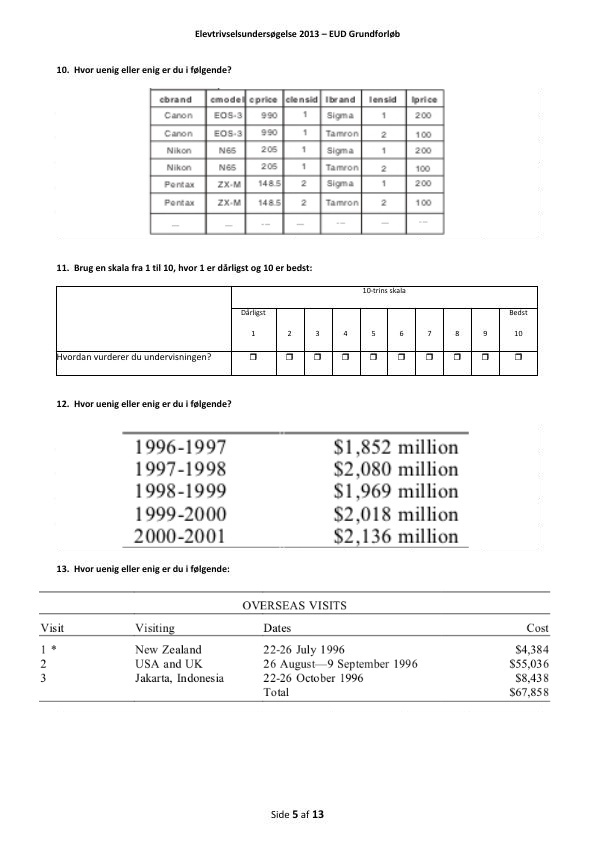 Elevtrivselsundersøgelse 2013 – EUD Grundforløb
10. Hvor uenig eller enig er du i følgende?
cbrand cmodel cprice clensid lbrand lensid lprice
Canon EOS-3 990 1 Sigma 1 200
Canon EOS-3 990 1 Tamron 2 100
Nikon N65 205 1 Sigma 1 200
Nikon N65 205 1 Tamron 2 100
Pentax ZX-M 148.5 2 Sigma 1 200
Pentax ZX-M 148.5 2 Tamron 2 100
... ... ... ... ... ... ...
11. Brug en skala fra 1 til 10, hvor 1 er dårligst og 10 er bedst:
10-trins skala
Dårligst Bedst
1 2 3 4 5 6 7 8 9 10
Hvordan vurderer du undervisningen? ❒ ❒ ❒ ❒ ❒ ❒ ❒ ❒ ❒ ❒
12. Hvor uenig eller enig er du i følgende?
1996-1997 $1,852 million
1997-1998 $2,080 million
1998-1999 $1,969 million
1999-2000 $2,018 million
2000-2001 $2,136 million
13. Hvor uenig eller enig er du i følgende:
OVERSEAS VISITS
Visit Visiting Dates Cost
1 * New Zealand 22-26 July 1996 $4,384
2 USA and UK 26 August—9 September 1996 $55,036
3 Jakarta, Indonesia 22-26 October 1996 $8,438
Total $67,858
Side 5 af 13